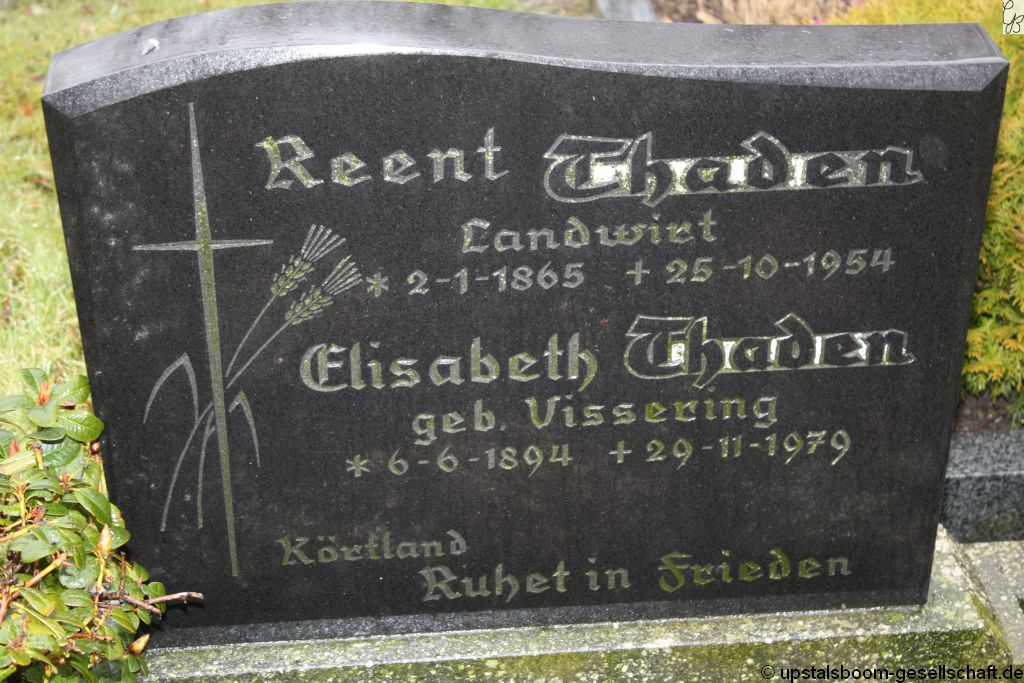 Reent Thaden
Landwirt
* 2-1-1865 + 25-10-1954
Elisabeth Thaden
geb. Vissering
* 6-6-1894 + 29-11-1979
Körtland
Ruhet in Frieden
© upstalsboom-gesellschaft.de